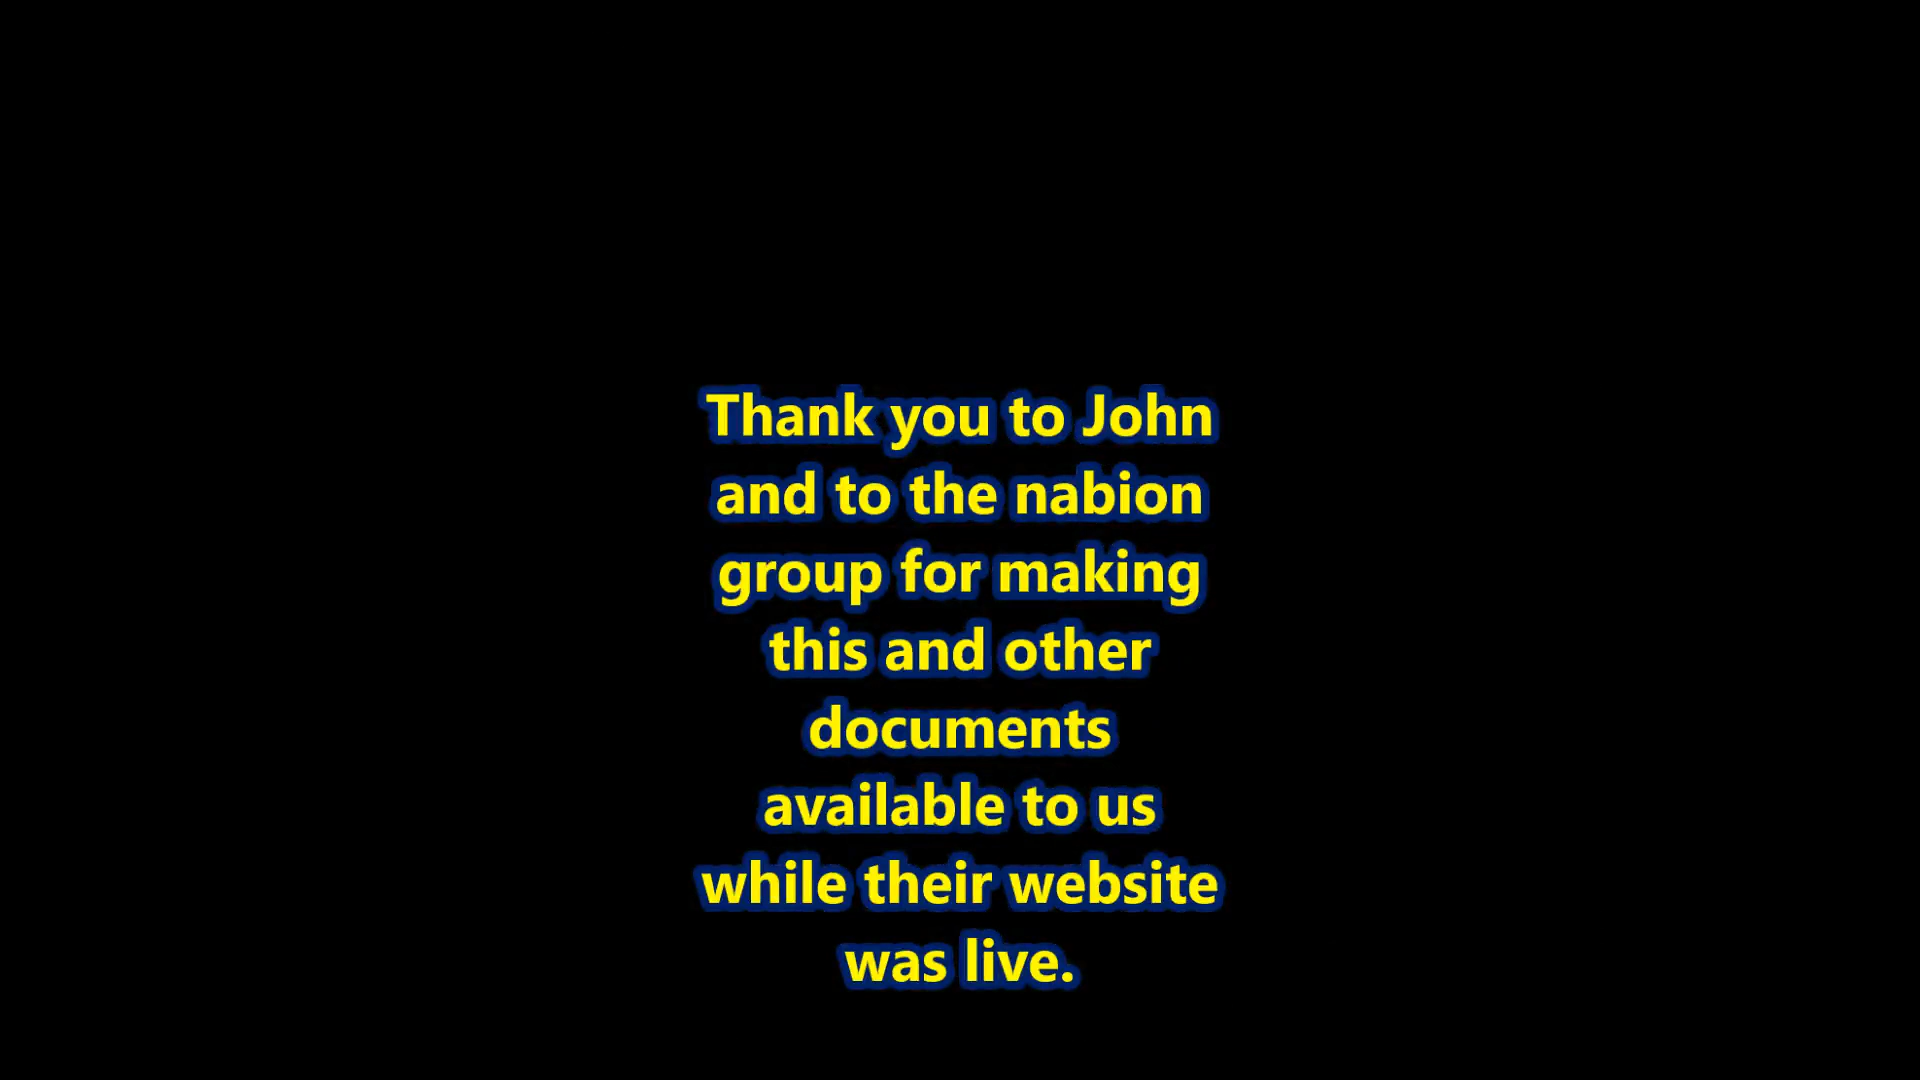 Thank you to John
and to the nabion
group for making
this and other
documents
available to us
while their website
was live.